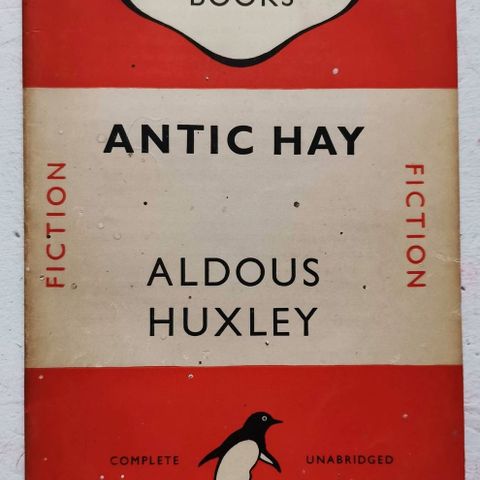 BOOKS
ANTIC HAY
FICTION
FICTION
ALDOUS
HUXLEY
COMPLETE UNABRIDGED